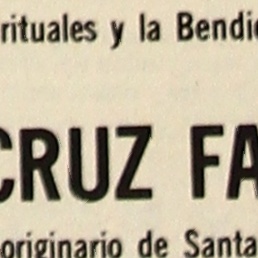 rituales y la Bendi
CRUZ FA
originario de Santa